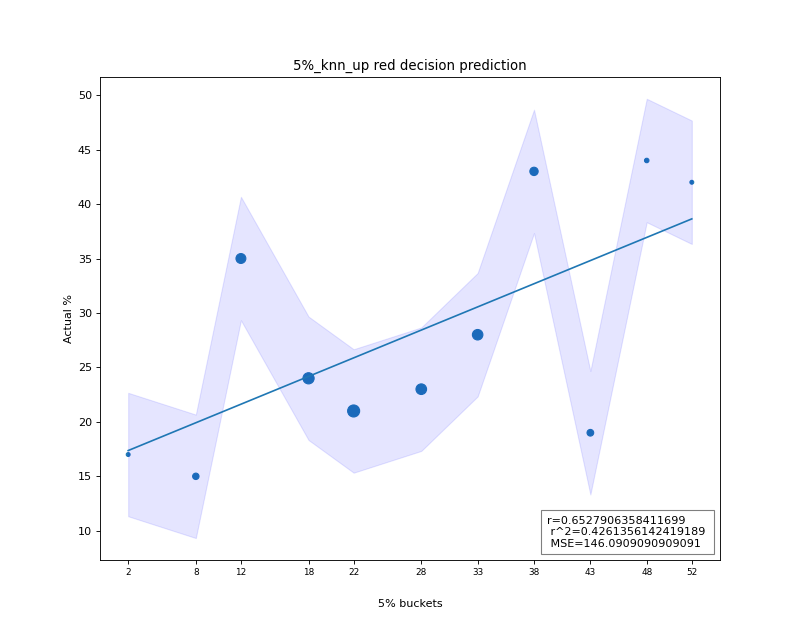 5%_knn_up red decision prediction
50
45
40
35
30
25
20
15
10
Actual %
r=0.6527906358411699
r^2=0.4261356142419189
MSE=146.0909090909091
2 8 12 18 22 28 33 38 43 48 52
5% buckets